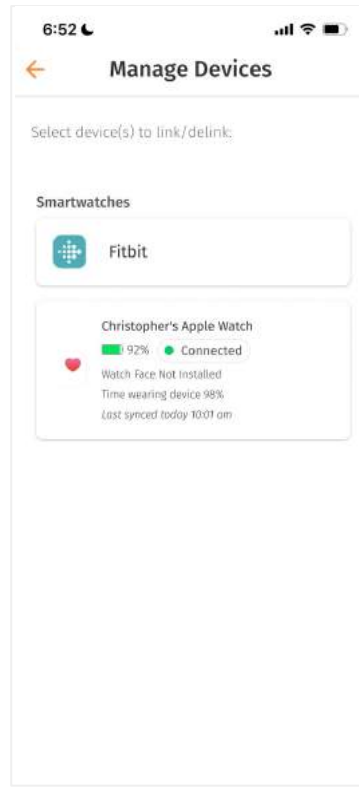 6:52
Manage Devices
Select device(s) to link/delink:
Smartwatches
Fitbit
Christopher's Apple Watch
92% Connected
Watch Face Not Installed
Time wearing device 98%
Last synced today 10:01 am